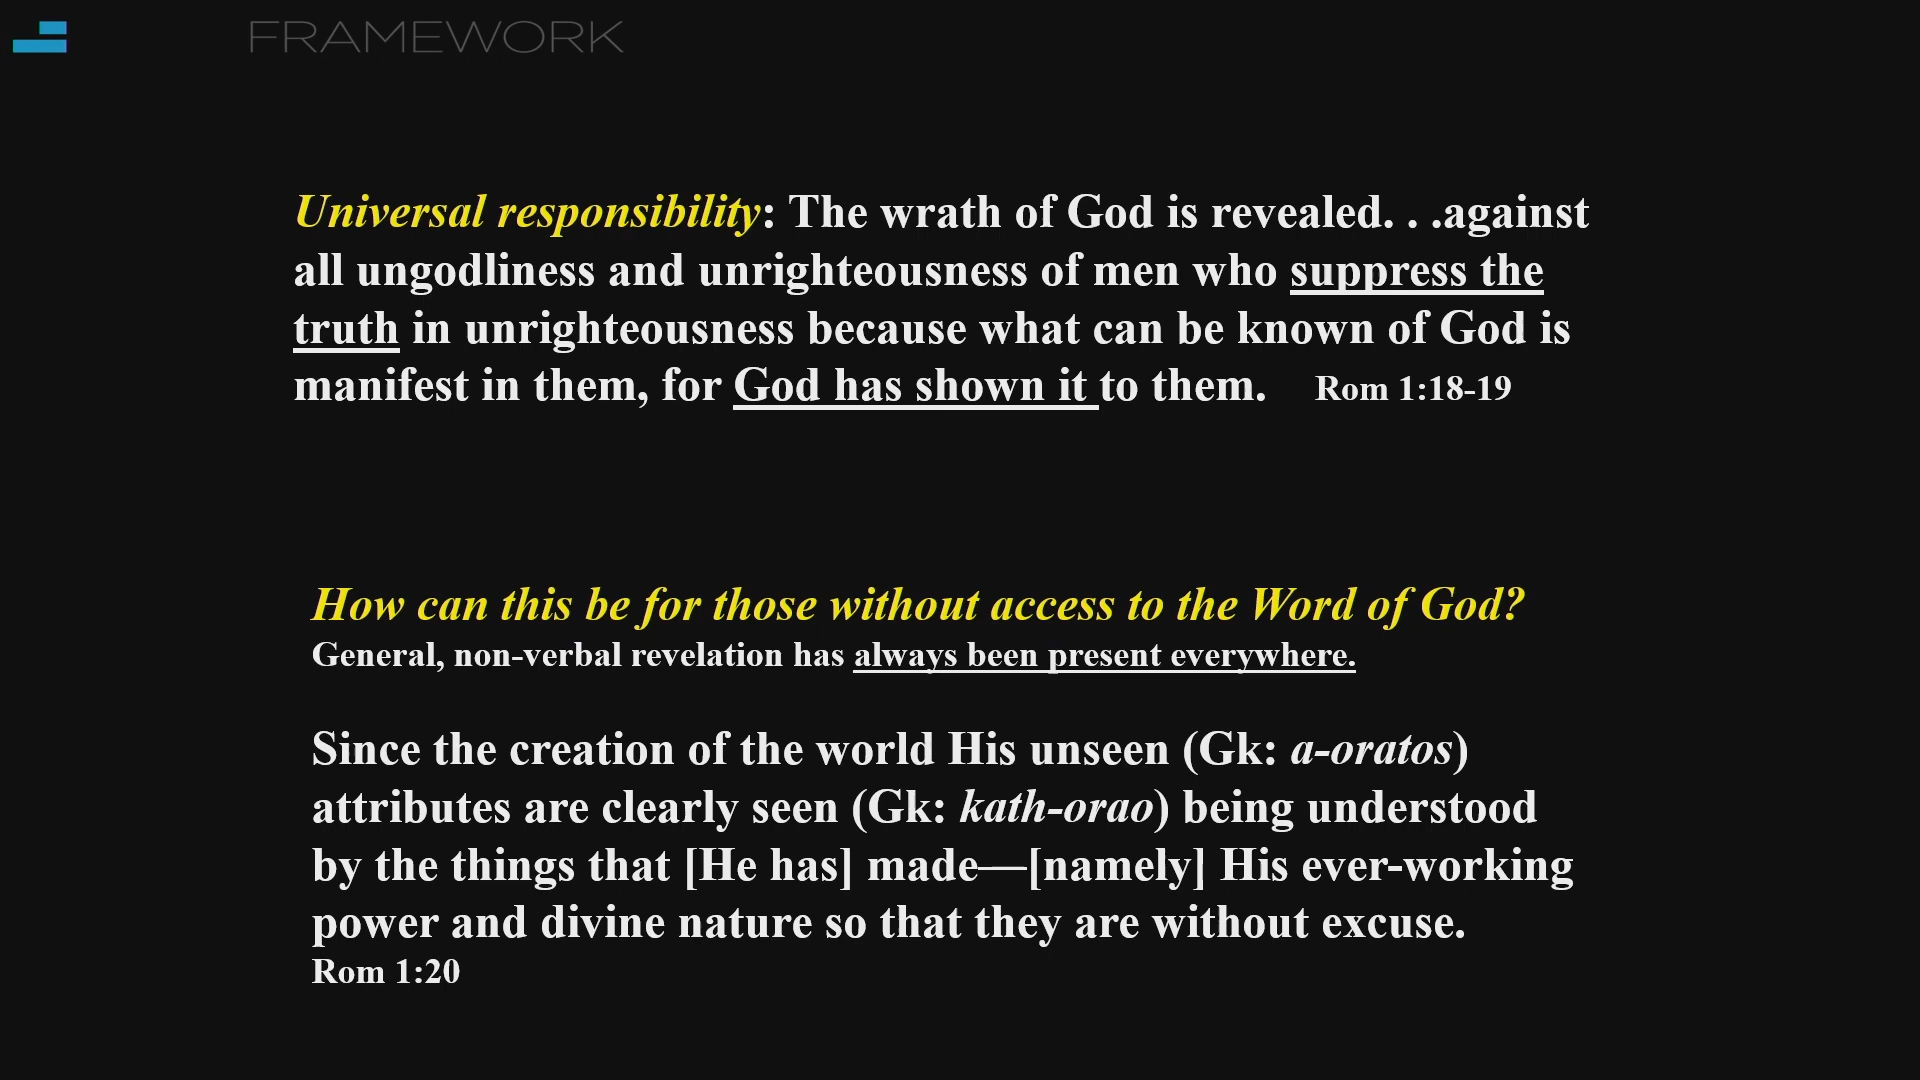 FRAMEWORK
Universal responsibility: The wrath of God is revealed. . .against
all ungodliness and unrighteousness of men who suppress the
truth in unrighteousness because what can be known of God is
manifest in them, for God has shown it to them. Rom 1:18-19
How can this be for those without access to the Word of God?
General, non-verbal revelation has always been present everywhere.
Since the creation of the world His unseen (Gk: a-oratos)
attributes are clearly seen (Gk: kath-orao) being understood
by the things that [He has] made—[namely] His ever-working
power and divine nature so that they are without excuse.
Rom 1:20